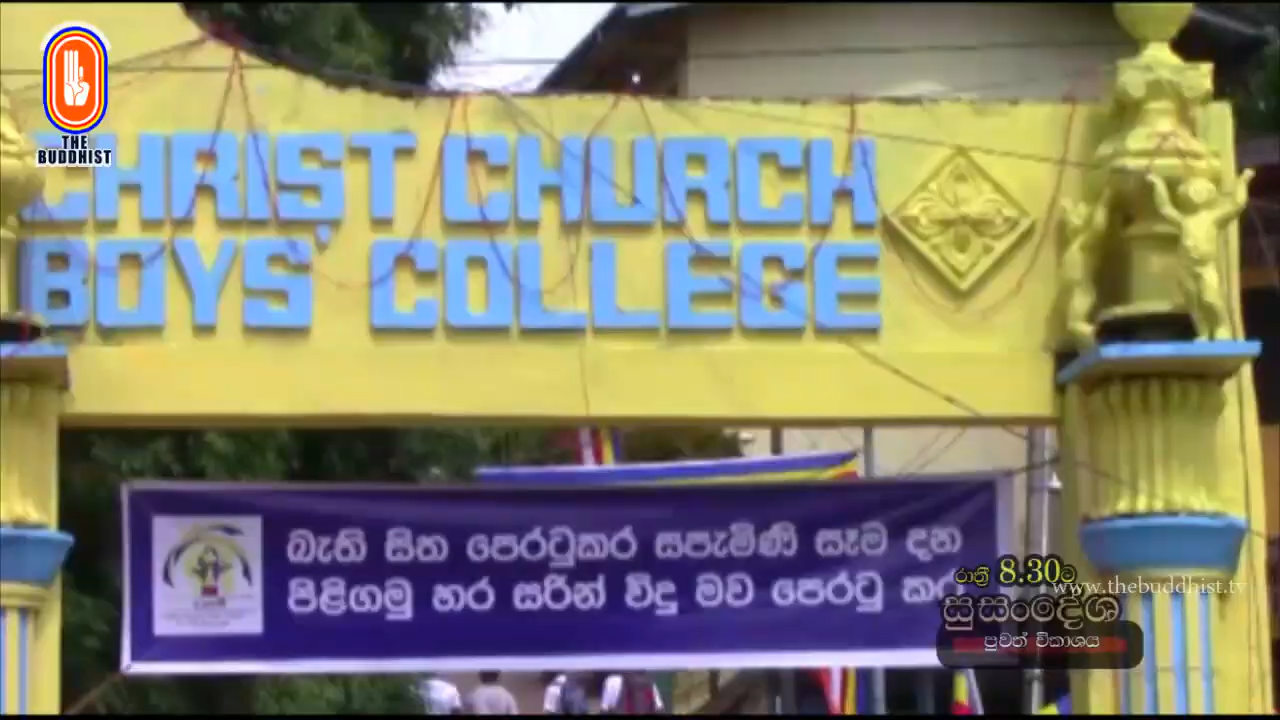 THE
BUDDHIST
CHRIST CHURCH
BOYS' COLLEGE
බැති සිත පෙරටුකර සපැමිණි සැම දන
පිළිගමු හර සරින් විදු මව පෙරටු කර
රාත්‍රී 8.30ට
www.thebuddhist.tv
සුසංදේශ
පුවත් විකාශය